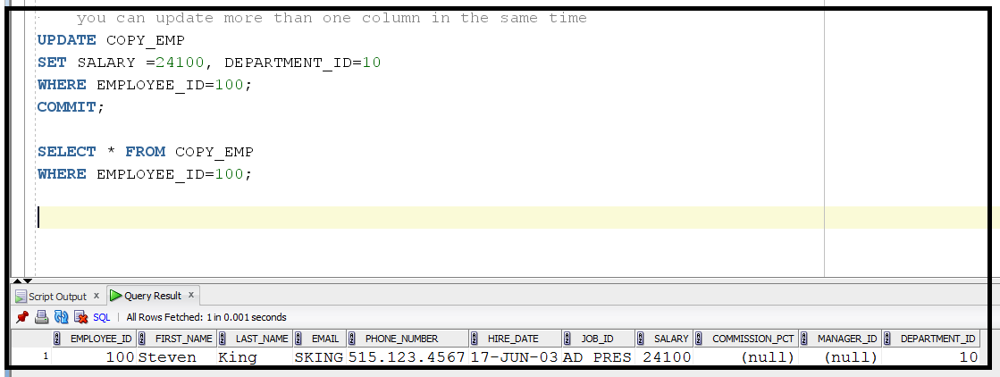 you can update more than one column in the same time
UPDATE COPY_EMP
SET SALARY =24100, DEPARTMENT_ID=10
WHERE EMPLOYEE_ID=100;
COMMIT;
SELECT * FROM COPY_EMP
WHERE EMPLOYEE_ID=100;
Script Output x Query Result x
SQL | All Rows Fetched: 1 in 0.001 seconds
EMPLOYEE_ID FIRST_NAME LAST_NAME EMAIL PHONE_NUMBER HIRE_DATE JOB_ID SALARY COMMISSION_PCT MANAGER_ID DEPARTMENT_ID
1 100 Steven King SKING 515.123.4567 17-JUN-03 AD_PRES 24100 (null) (null) 10